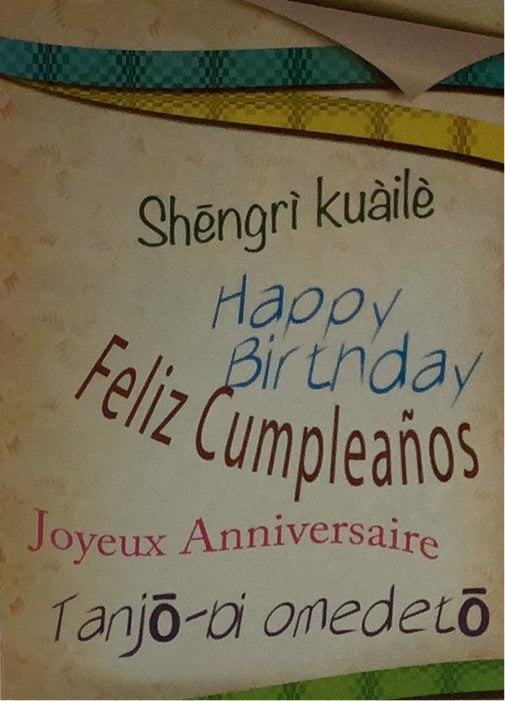 Shēngrì kuàilè
Happy
Birthday
Feliz Cumpleaños
Joyeux Anniversaire
Tanjō-bi omedetō